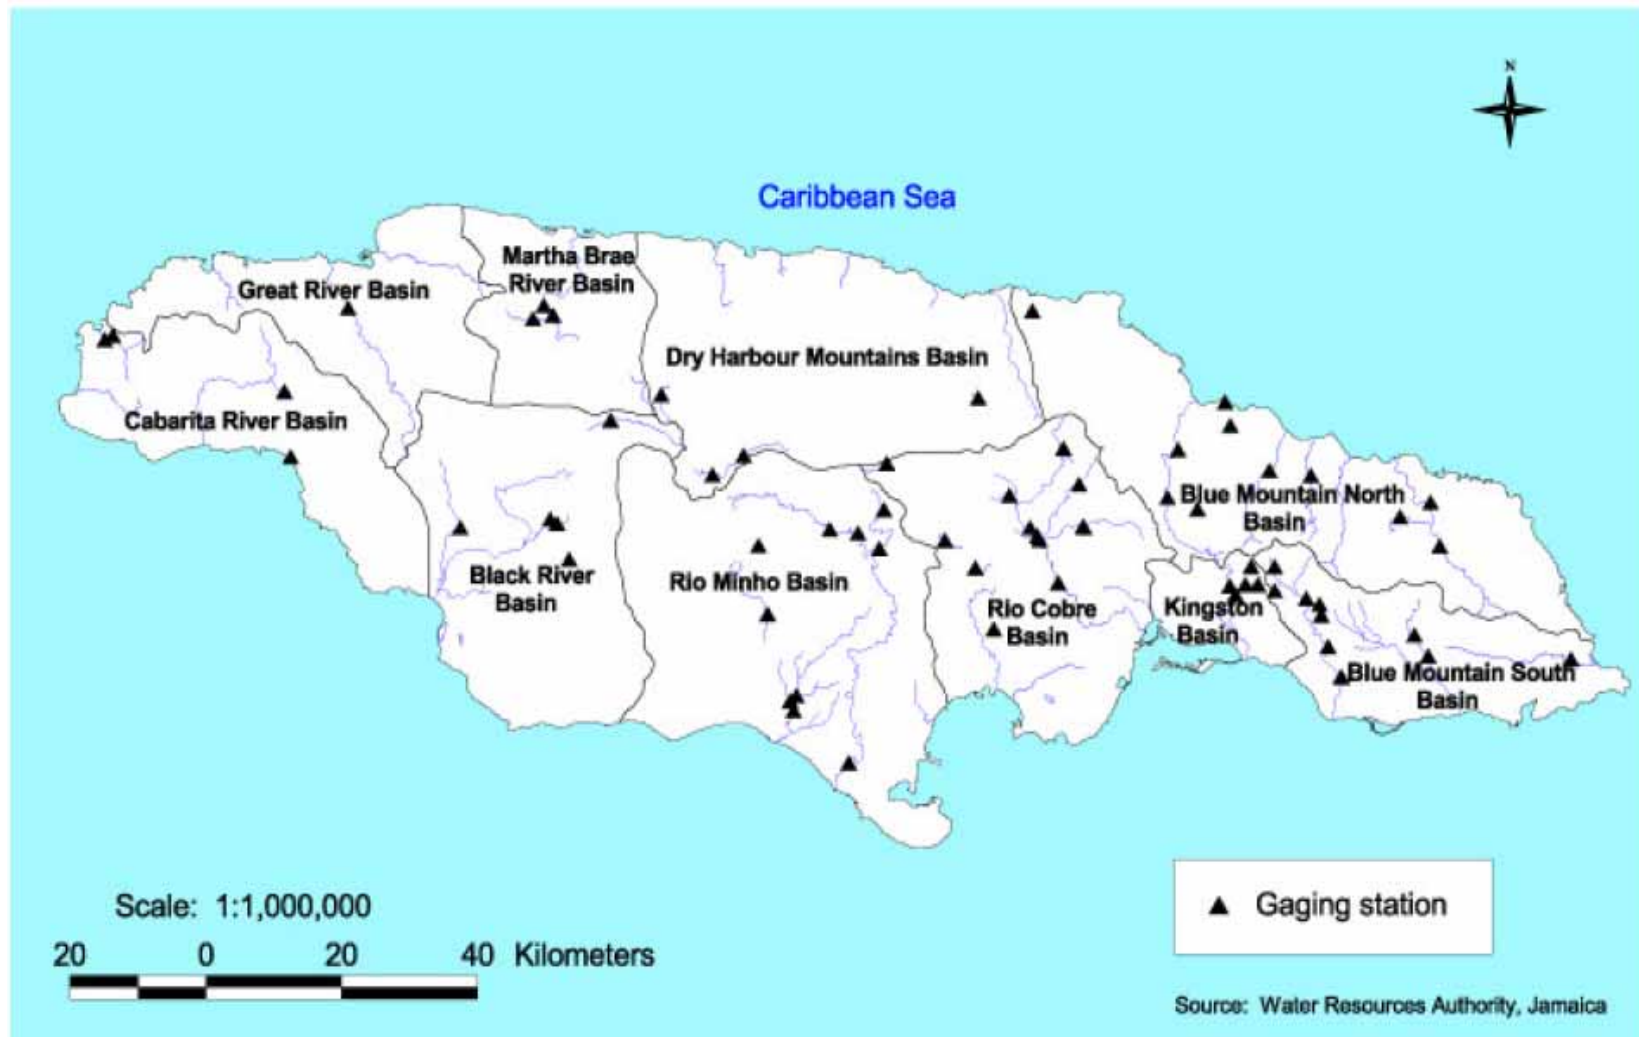 N
Caribbean Sea
Martha Brae
River Basin
Great River Basin
Dry Harbour Mountains Basin
Cabarita River Basin
Blue Mountain North
Basin
Black River
Basin
Rio Minho Basin
Rio Cobre
Basin
Kingston
Basin
Blue Mountain South
Basin
Scale: 1:1,000,000
20 0 20 40 Kilometers
Gaging station
Source: Water Resources Authority, Jamaica